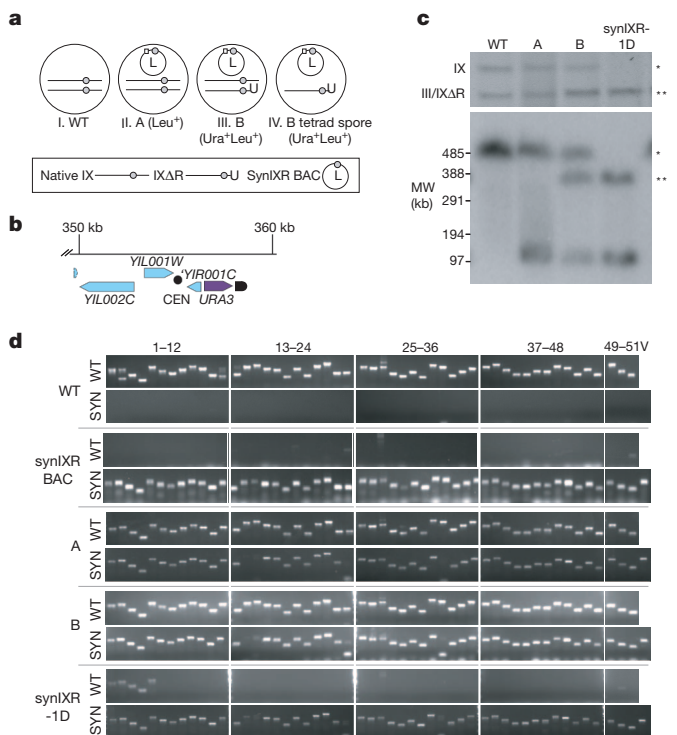 a
L
L
L
U
U
I. WT
II. A (Leu+)
III. B
(Ura+Leu+)
IV. B tetrad spore
(Ura+Leu+)
Native IX
IXΔR
U
SynIXR BAC
L
b
350 kb
360 kb
YIL001W
'YIR001C
YIL002C
CEN
URA3
c
WT
A
B
synIXR-
1D
IX
*
III/IXΔR
**
485-
*
388-
**
MW
(kb)
291-
194-
97-
d
1–12
13–24
25–36
37–48
49–51V
WT
WT
SYN
synIXR
BAC
WT
SYN
A
WT
SYN
B
WT
SYN
synIXR
-1D
WT
SYN